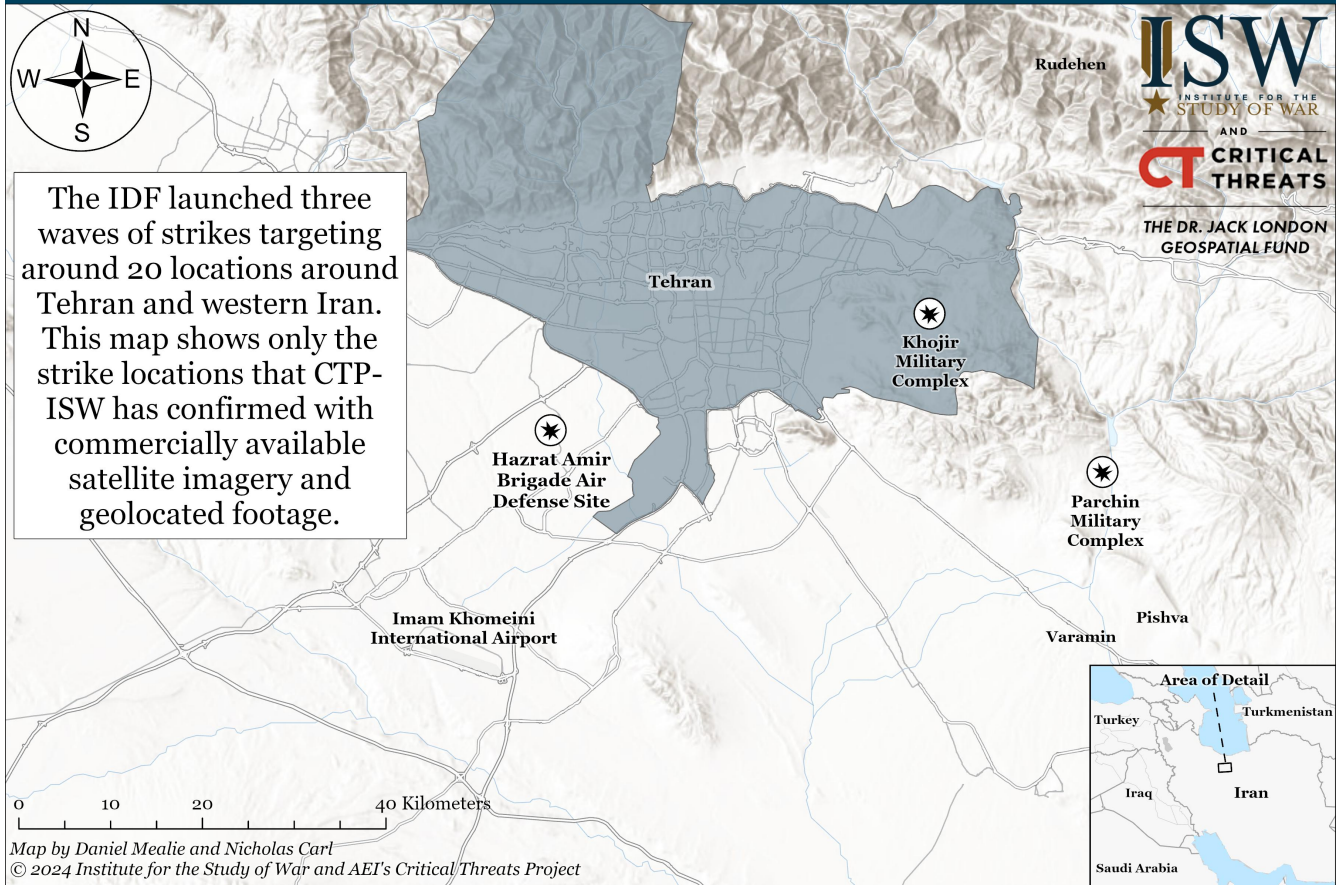 N
W
E
S
The IDF launched three
waves of strikes targeting
around 20 locations around
Tehran and western Iran.
This map shows only the
strike locations that CTP-
ISW has confirmed with
commercially available
satellite imagery and
geolocated footage.
Rudehen
ISW
INSTITUTE FOR THE
STUDY OF WAR
AND
CT CRITICAL
THREATS
THE DR. JACK LONDON
GEOSPATIAL FUND
Tehran
Khojir
Military
Complex
Hazrat Amir
Brigade Air
Defense Site
Parchin
Military
Complex
Imam Khomeini
International Airport
Pishva
Varamin
Area of Detail
Turkey
Turkmenistan
Iraq
Iran
Saudi Arabia
0 10 20 40 Kilometers
Map by Daniel Mealie and Nicholas Carl
© 2024 Institute for the Study of War and AEI's Critical Threats Project